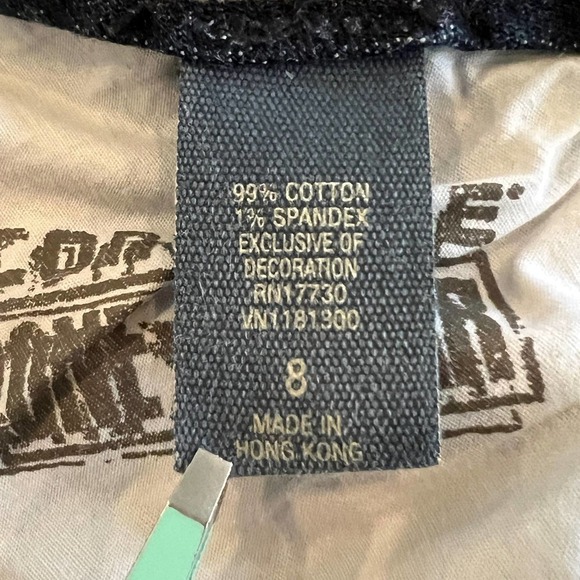 99% COTTON
1% SPANDEX
EXCLUSIVE OF
DECORATION
RN17730
VN1181300
8
MADE IN
HONG KONG